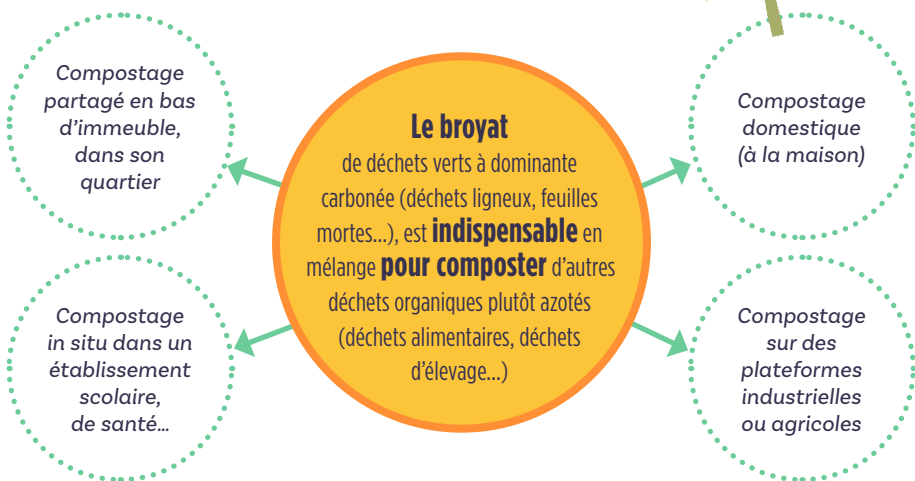 Compostage
partagé en bas
d'immeuble,
dans son
quartier
Le broyat
de déchets verts à dominante
carbonée (déchets ligneux, feuilles
mortes...), est indispensable en
mélange pour composter d'autres
déchets organiques plutôt azotés
(déchets alimentaires, déchets
d'élevage...)
Compostage
domestique
(à la maison)
Compostage
in situ dans un
établissement
scolaire,
de santé...
Compostage
sur des
plateformes
industrielles
ou agricoles